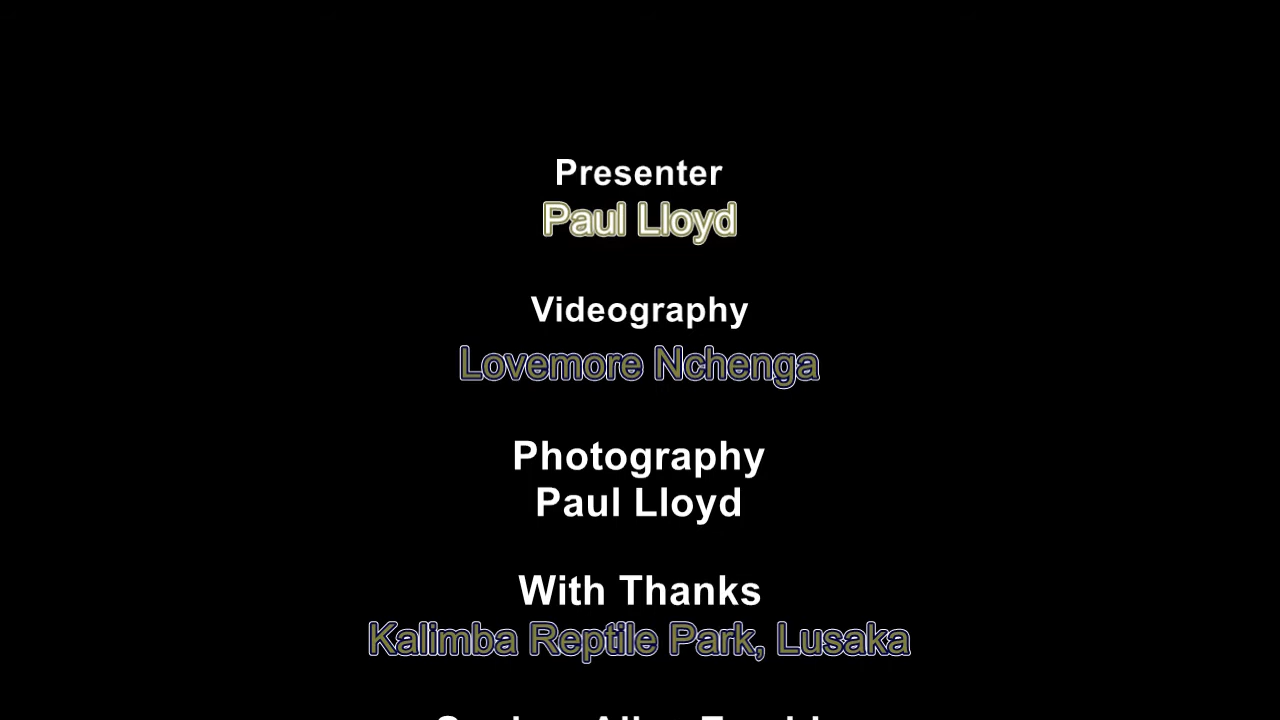 Presenter
Paul Lloyd
Videography
Lovemore Nchenga
Photography
Paul Lloyd
With Thanks
Kalimba Reptile Park, Lusaka